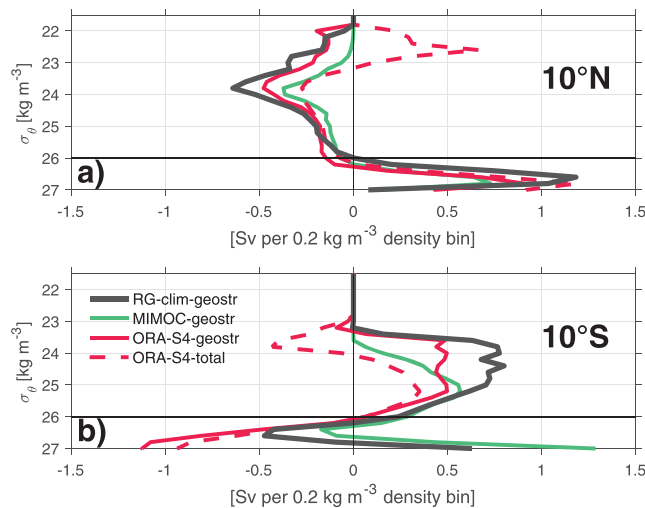 22
23
24
25
26
27
σθ [kg m-3]
10°N
a)
-1.5 -1 -0.5 0 0.5 1 1.5
[Sv per 0.2 kg m-3 density bin]
22
23
24
25
26
27
σθ [kg m-3]
RG-clim-geostr
MIMOC-geostr
ORA-S4-geostr
ORA-S4-total
10°S
b)
-1.5 -1 -0.5 0 0.5 1 1.5
[Sv per 0.2 kg m-3 density bin]